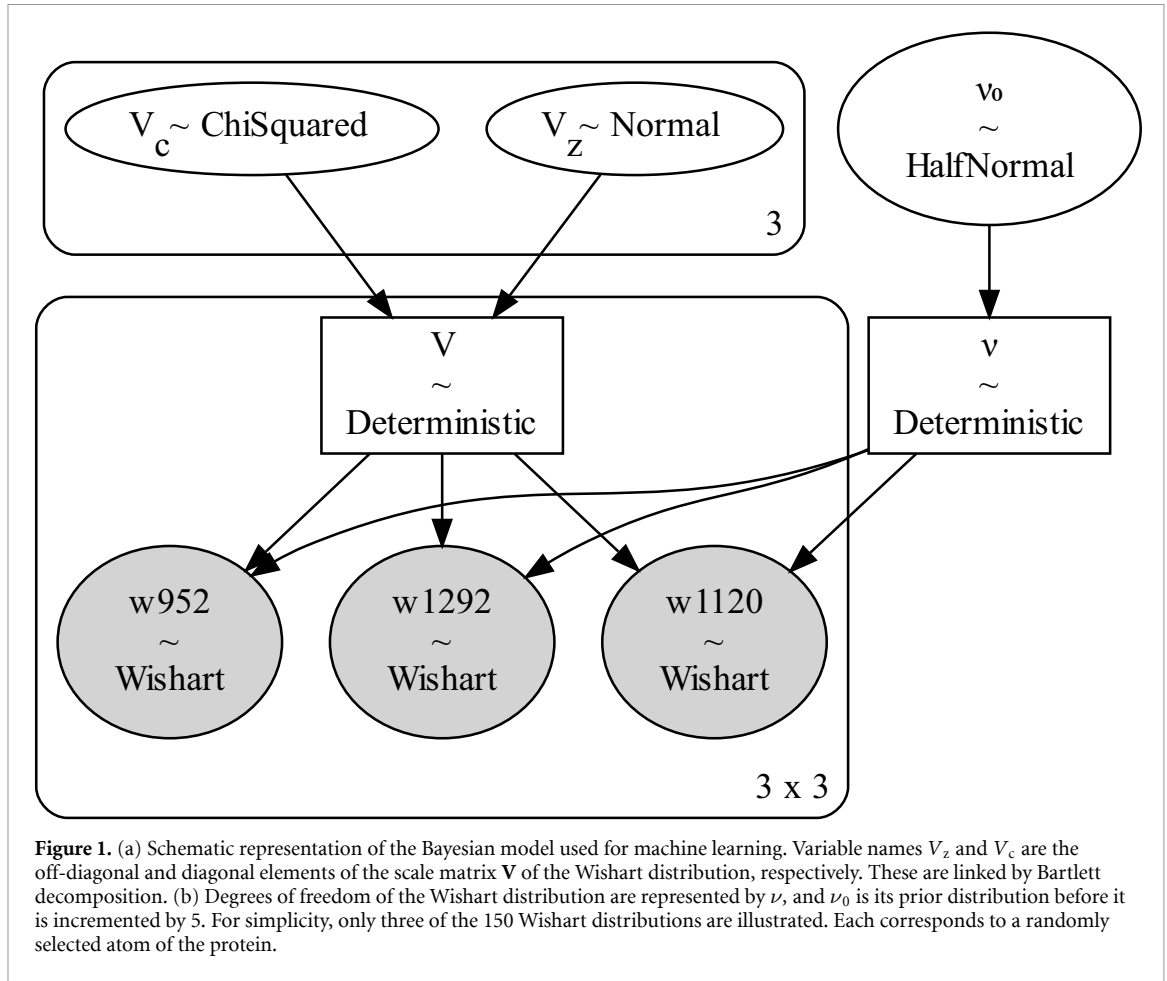 V_c ~ ChiSquared
V_z ~ Normal
3
ν₀
~
HalfNormal
V
~
Deterministic
ν
~
Deterministic
w952
~
Wishart
w1292
~
Wishart
w1120
~
Wishart
3 x 3
Figure 1. (a) Schematic representation of the Bayesian model used for machine learning. Variable names V_z and V_c are the
off-diagonal and diagonal elements of the scale matrix V of the Wishart distribution, respectively. These are linked by Bartlett
decomposition. (b) Degrees of freedom of the Wishart distribution are represented by ν, and ν₀ is its prior distribution before it
is incremented by 5. For simplicity, only three of the 150 Wishart distributions are illustrated. Each corresponds to a randomly
selected atom of the protein.